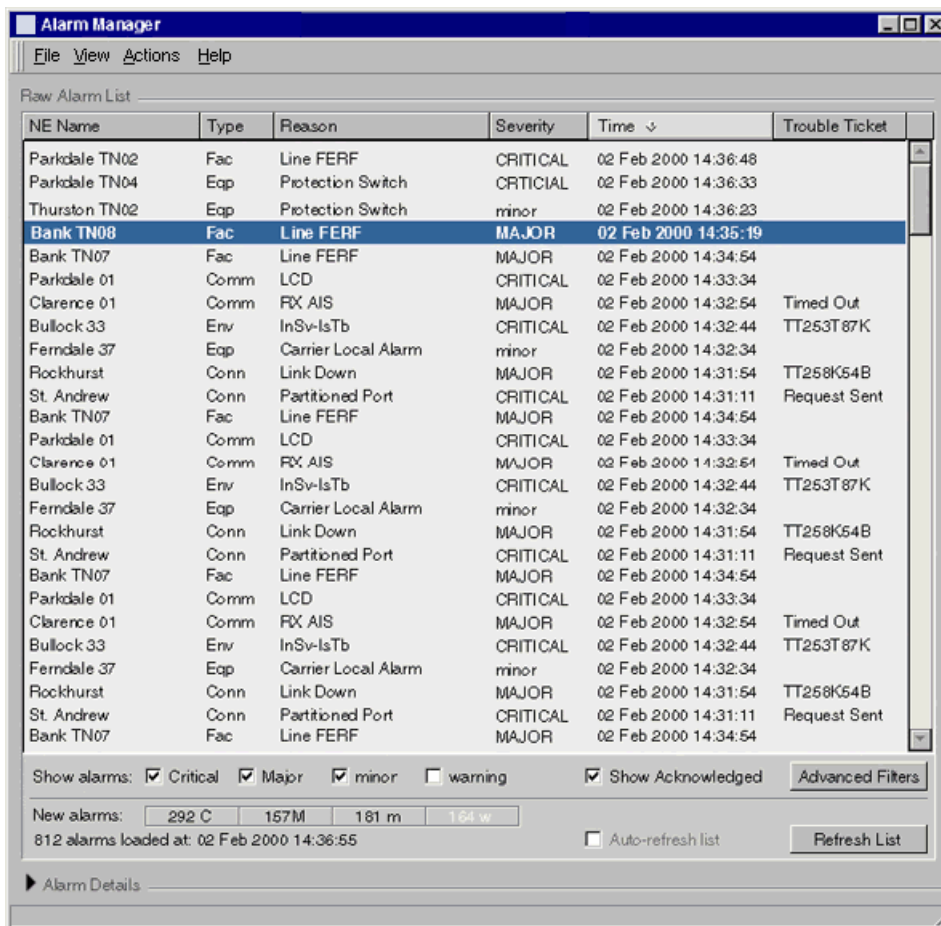 Alarm Manager
File View Actions Help
Raw Alarm List
NE Name Type Reason Severity Time Trouble Ticket
Parkdale TN02 Fac Line FERF CRITICAL 02 Feb 2000 14:36:48
Parkdale TN04 Eqp Protection Switch CRTICIAL 02 Feb 2000 14:36:33
Thurston TN02 Eqp Protection Switch minor 02 Feb 2000 14:36:23
Bank TN08 Fac Line FERF MAJOR 02 Feb 2000 14:35:19
Bank TN07 Fac Line FERF MAJOR 02 Feb 2000 14:34:54
Parkdale 01 Comm LCD CRITICAL 02 Feb 2000 14:33:34
Clarence 01 Comm RX AIS MAJOR 02 Feb 2000 14:32:54 Timed Out
Bullock 33 Env InSv-IsTb CRITICAL 02 Feb 2000 14:32:44 TT253T87K
Ferndale 37 Eqp Carrier Local Alarm minor 02 Feb 2000 14:32:34
Rockhurst Conn Link Down MAJOR 02 Feb 2000 14:31:54 TT258K54B
St. Andrew Conn Partitioned Port CRITICAL 02 Feb 2000 14:31:11 Request Sent
Bank TN07 Fac Line FERF MAJOR 02 Feb 2000 14:34:54
Parkdale 01 Comm LCD CRITICAL 02 Feb 2000 14:33:34
Clarence 01 Comm RX AIS MAJOR 02 Feb 2000 14:32:54 Timed Out
Bullock 33 Env InSv-IsTb CRITICAL 02 Feb 2000 14:32:44 TT253T87K
Ferndale 37 Eqp Carrier Local Alarm minor 02 Feb 2000 14:32:34
Rockhurst Conn Link Down MAJOR 02 Feb 2000 14:31:54 TT258K54B
St. Andrew Conn Partitioned Port CRITICAL 02 Feb 2000 14:31:11 Request Sent
Bank TN07 Fac Line FERF MAJOR 02 Feb 2000 14:34:54
Parkdale 01 Comm LCD CRITICAL 02 Feb 2000 14:33:34
Clarence 01 Comm RX AIS MAJOR 02 Feb 2000 14:32:54 Timed Out
Bullock 33 Env InSv-IsTb CRITICAL 02 Feb 2000 14:32:44 TT253T87K
Ferndale 37 Eqp Carrier Local Alarm minor 02 Feb 2000 14:32:34
Rockhurst Conn Link Down MAJOR 02 Feb 2000 14:31:54 TT258K54B
St. Andrew Conn Partitioned Port CRITICAL 02 Feb 2000 14:31:11 Request Sent
Bank TN07 Fac Line FERF MAJOR 02 Feb 2000 14:34:54
Show alarms: Critical Major minor warning Show Acknowledged Advanced Filters
New alarms: 292 C 157M 181 m 164 w
812 alarms loaded at: 02 Feb 2000 14:36:55 Auto-refresh list Refresh List
Alarm Details